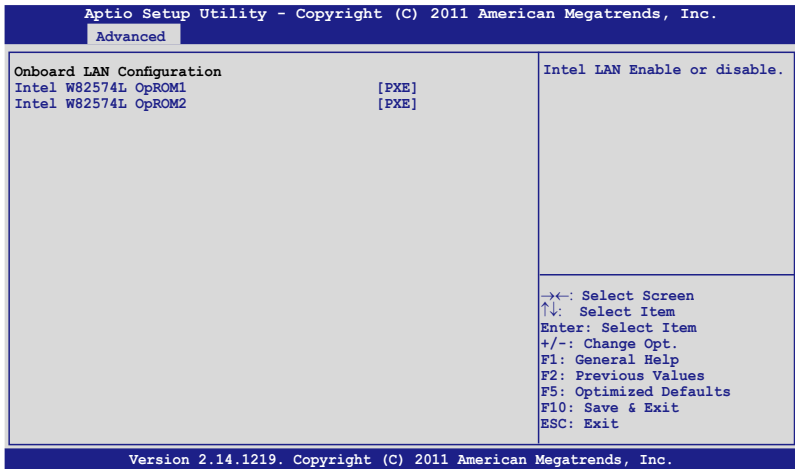 Aptio Setup Utility - Copyright (C) 2011 American Megatrends, Inc.
Advanced
Onboard LAN Configuration
Intel W82574L OpROM1 [PXE]
Intel W82574L OpROM2 [PXE]
Intel LAN Enable or disable.
→←: Select Screen
↑↓: Select Item
Enter: Select Item
+/-: Change Opt.
F1: General Help
F2: Previous Values
F5: Optimized Defaults
F10: Save & Exit
ESC: Exit
Version 2.14.1219. Copyright (C) 2011 American Megatrends, Inc.